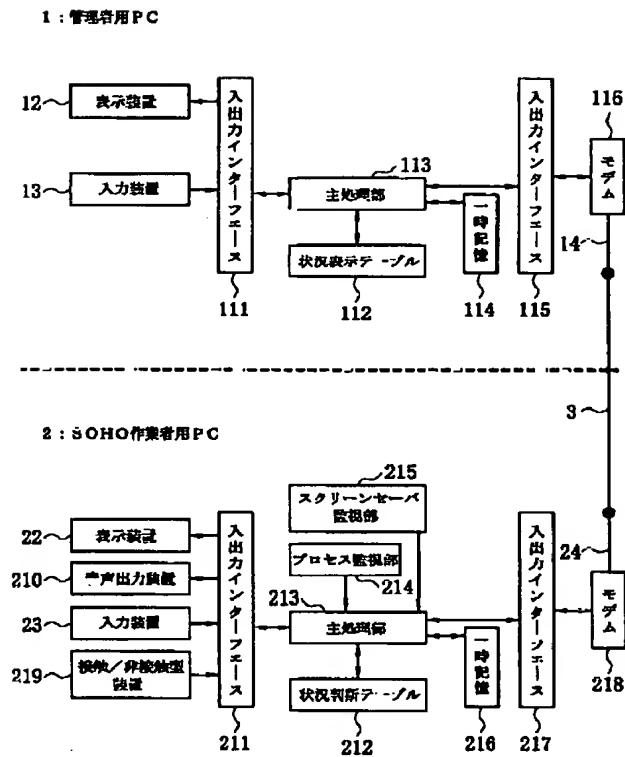 1：管理者用PC
12
表示装置
13
入力装置
入出力インターフェース
111
113
主処理部
状況表示テーブル
112
一時記憶
114
入出力インターフェース
115
116
モデム
14
3
2：SOHO作業者用PC
215
スクリーンセーバ
監視部
プロセス監視部
214
213
主処理部
状況判断テーブル
212
22
表示装置
210
音声出力装置
23
入力装置
219
接触／非接触型
装置
入出力インターフェース
211
一時記憶
216
入出力インターフェース
217
24
モデム
218